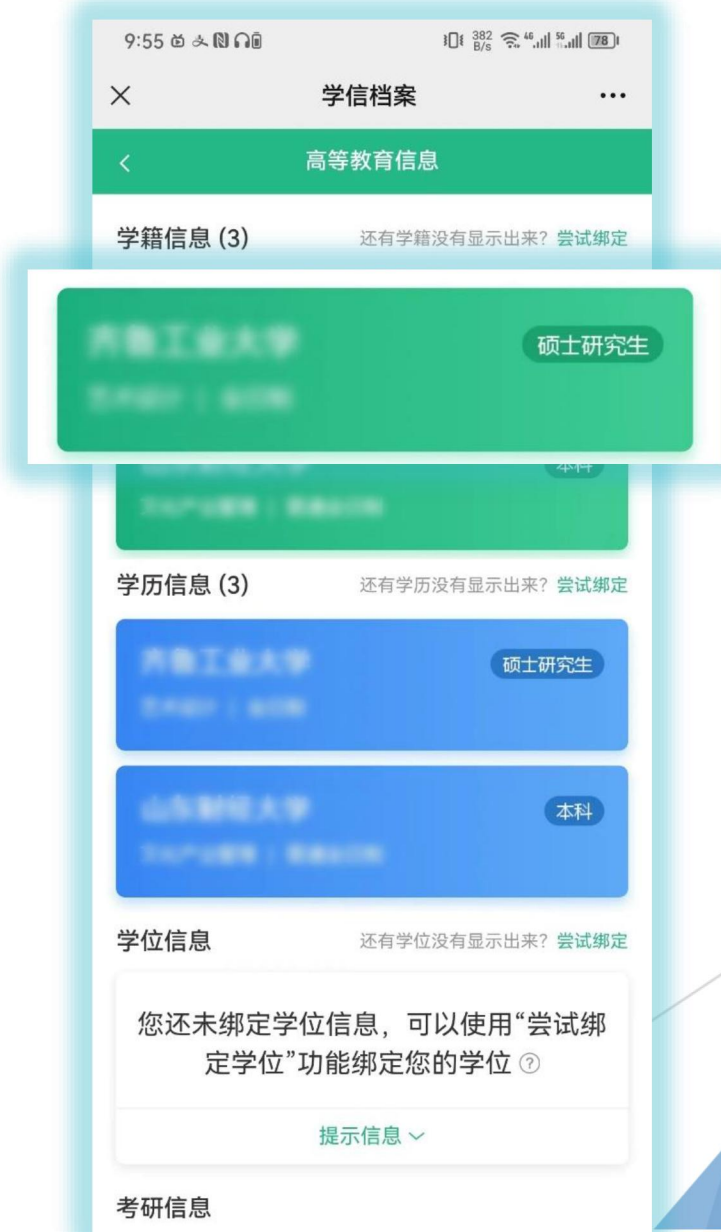 9:55
382 B/s 4G 5G 78
学信档案
高等教育信息
学籍信息 (3) 还有学籍没有显示出来? 尝试绑定
硕士研究生
本科
学历信息 (3) 还有学历没有显示出来? 尝试绑定
硕士研究生
本科
学位信息 还有学位没有显示出来? 尝试绑定
您还未绑定学位信息，可以使用“尝试绑
定学位”功能绑定您的学位
提示信息
考研信息